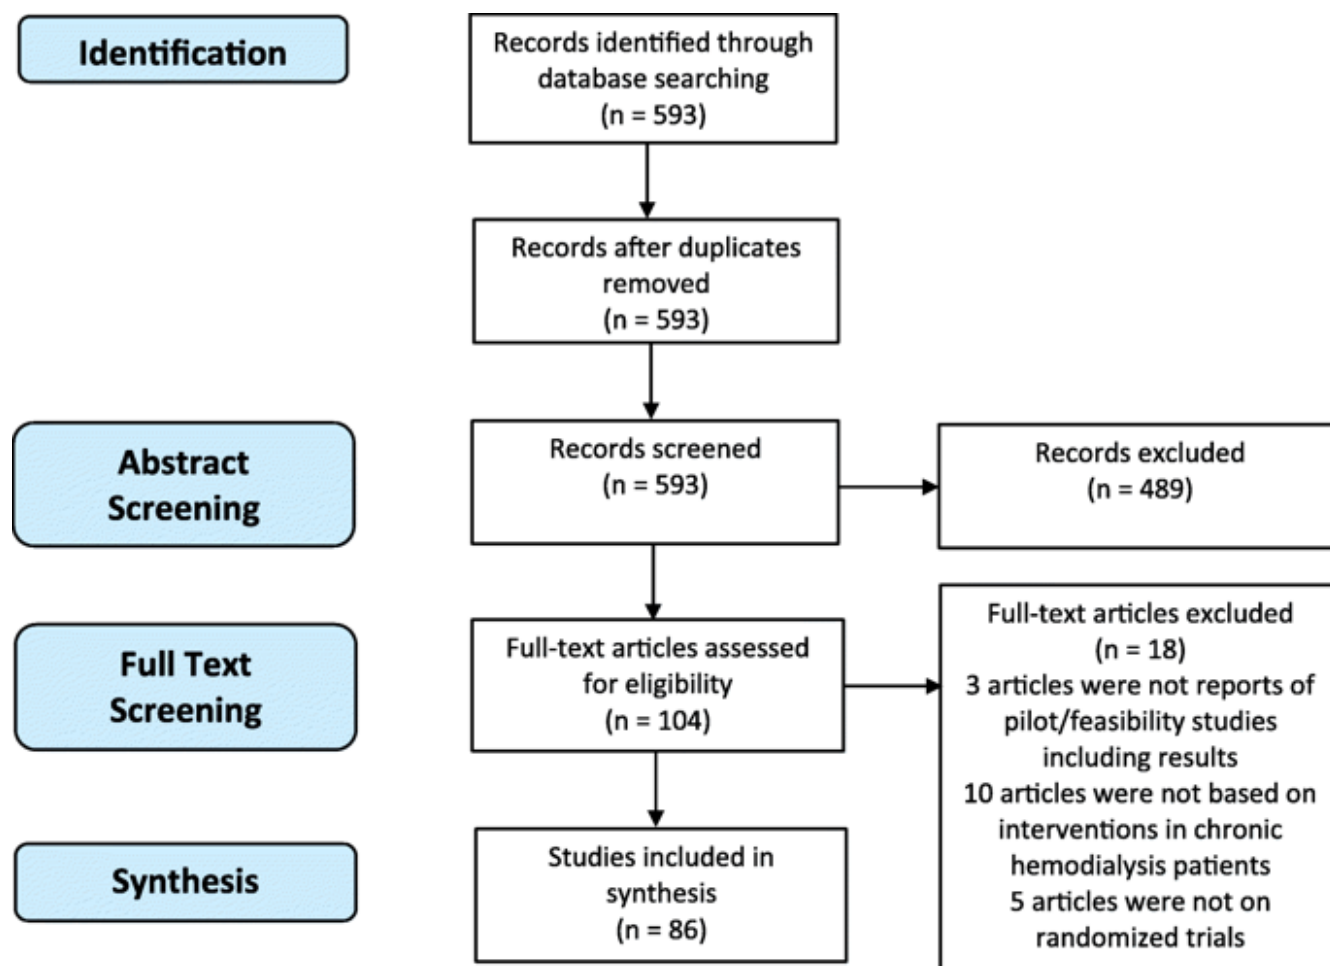 Identification
Records identified through
database searching
(n = 593)
Records after duplicates
removed
(n = 593)
Abstract
Screening
Records screened
(n = 593)
Records excluded
(n = 489)
Full Text
Screening
Full-text articles assessed
for eligibility
(n = 104)
Full-text articles excluded
(n = 18)
3 articles were not reports of
pilot/feasibility studies
including results
10 articles were not based on
interventions in chronic
hemodialysis patients
5 articles were not on
randomized trials
Synthesis
Studies included in
synthesis
(n = 86)